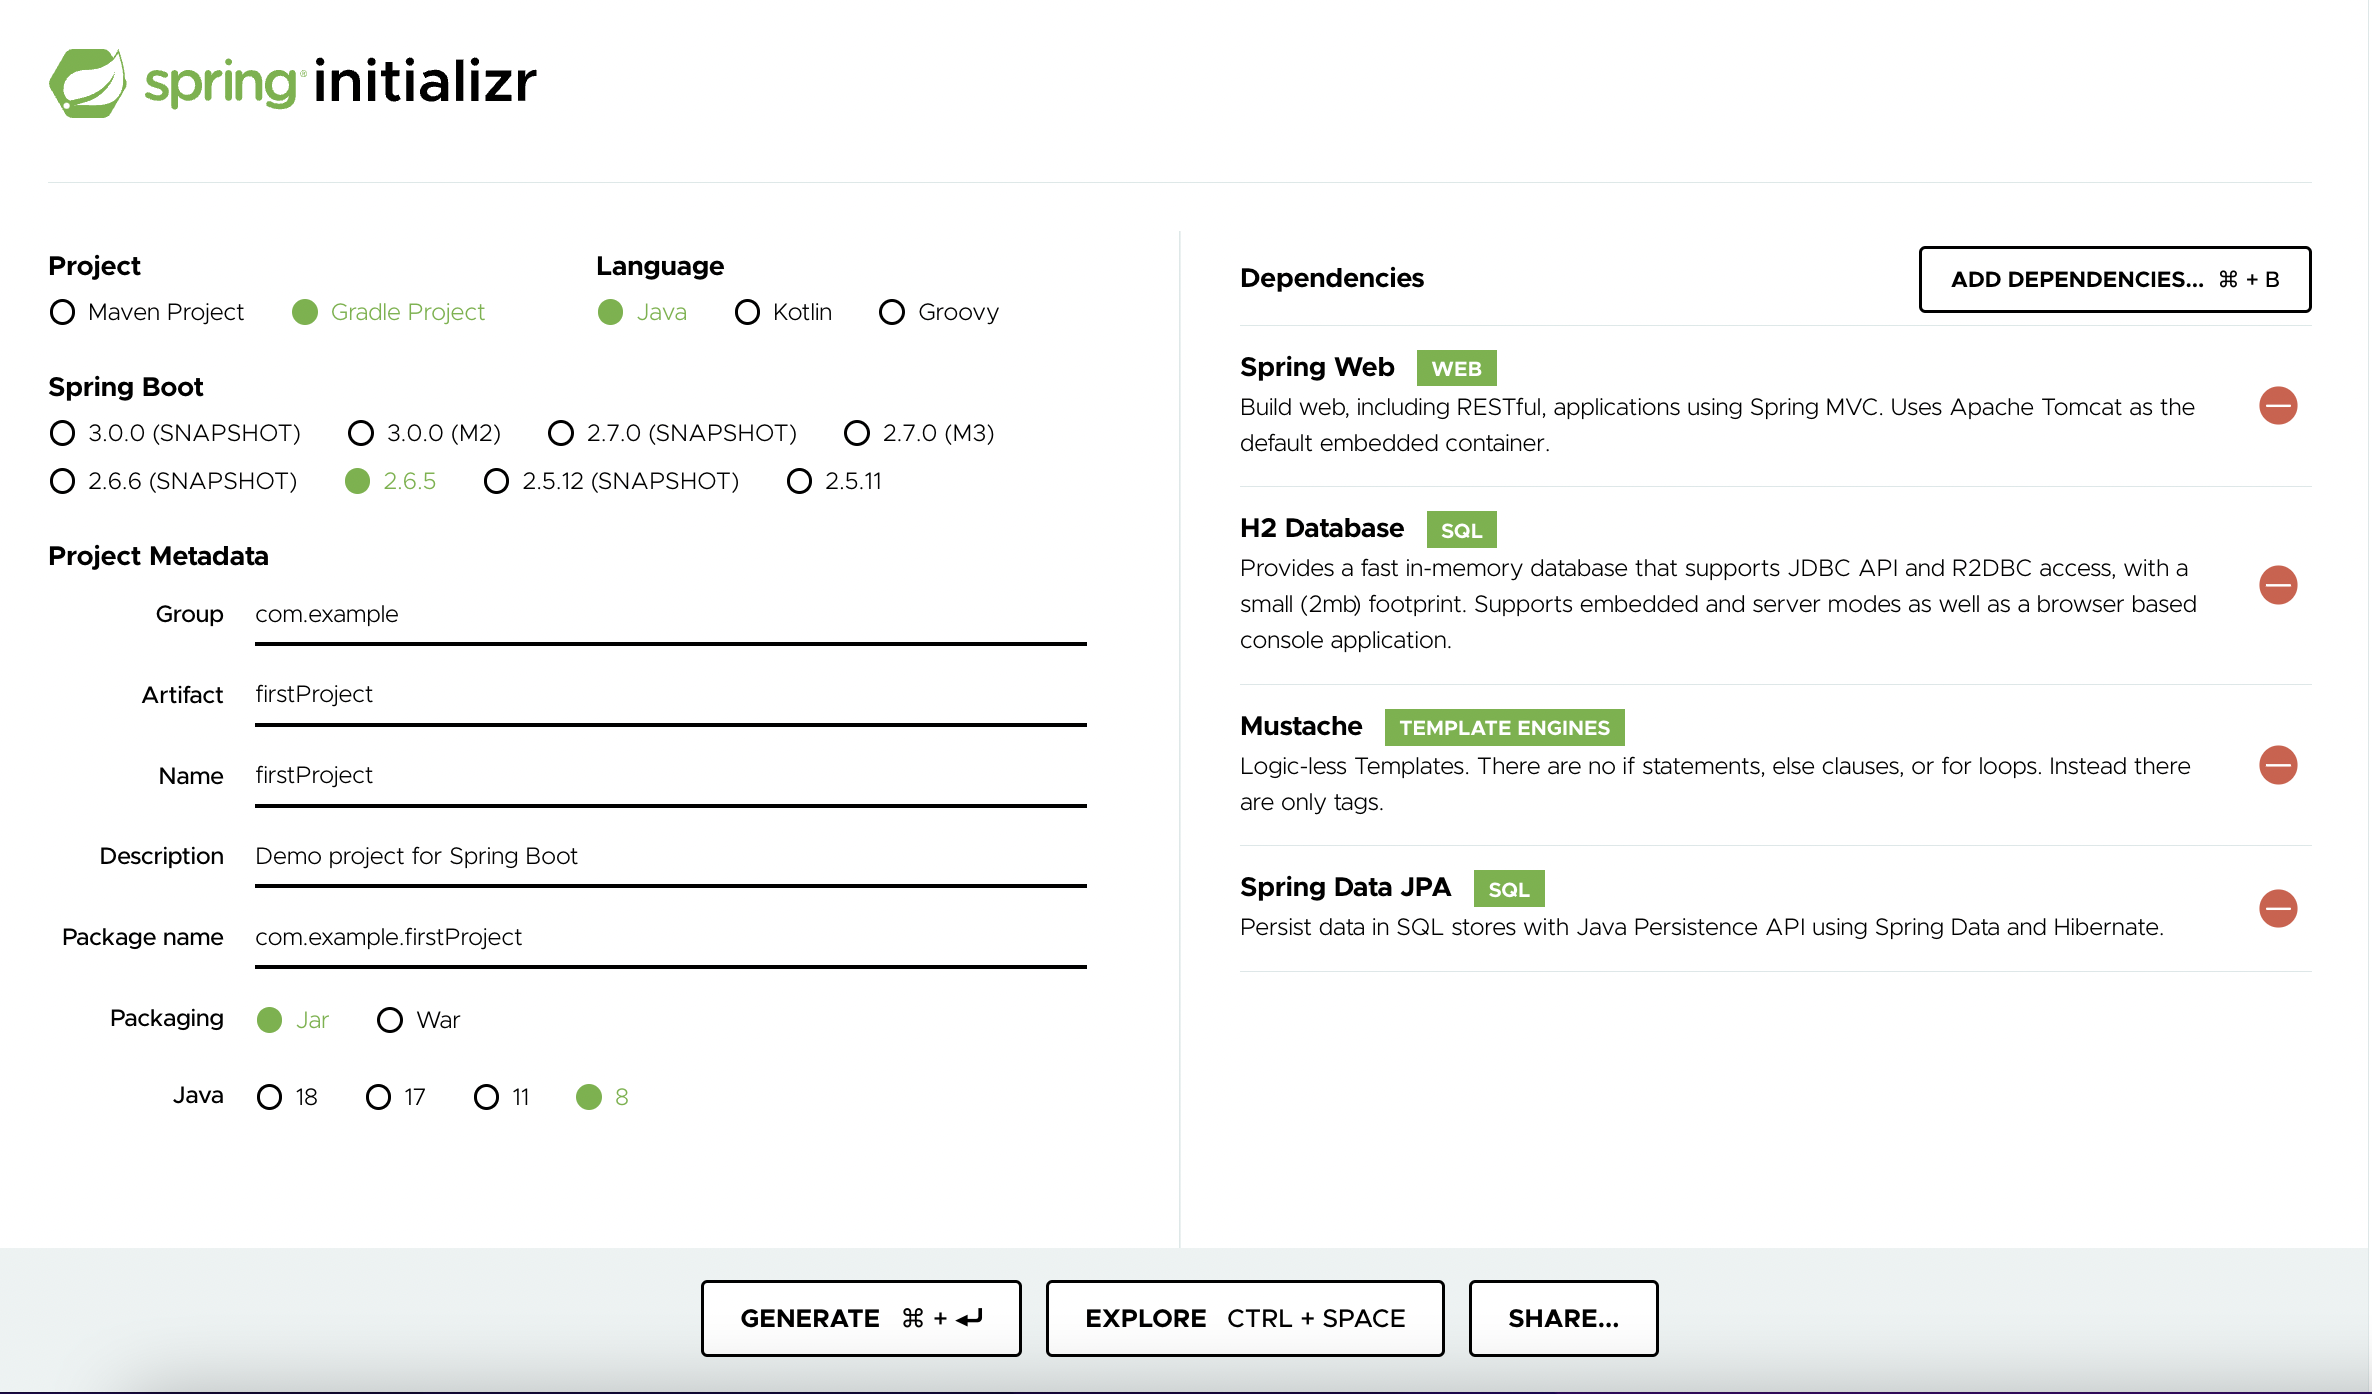 spring initializr
Project
Maven Project Gradle Project
Language
Java Kotlin Groovy
Spring Boot
3.0.0 (SNAPSHOT) 3.0.0 (M2) 2.7.0 (SNAPSHOT) 2.7.0 (M3)
2.6.6 (SNAPSHOT) 2.6.5 2.5.12 (SNAPSHOT) 2.5.11
Project Metadata
Group com.example
Artifact firstProject
Name firstProject
Description Demo project for Spring Boot
Package name com.example.firstProject
Packaging Jar War
Java 18 17 11 8
Dependencies
ADD DEPENDENCIES... ⌘ + B
Spring Web WEB
Build web, including RESTful, applications using Spring MVC. Uses Apache Tomcat as the
default embedded container.
H2 Database SQL
Provides a fast in-memory database that supports JDBC API and R2DBC access, with a
small (2mb) footprint. Supports embedded and server modes as well as a browser based
console application.
Mustache TEMPLATE ENGINES
Logic-less Templates. There are no if statements, else clauses, or for loops. Instead there
are only tags.
Spring Data JPA SQL
Persist data in SQL stores with Java Persistence API using Spring Data and Hibernate.
GENERATE ⌘ + ↵
EXPLORE CTRL + SPACE
SHARE...